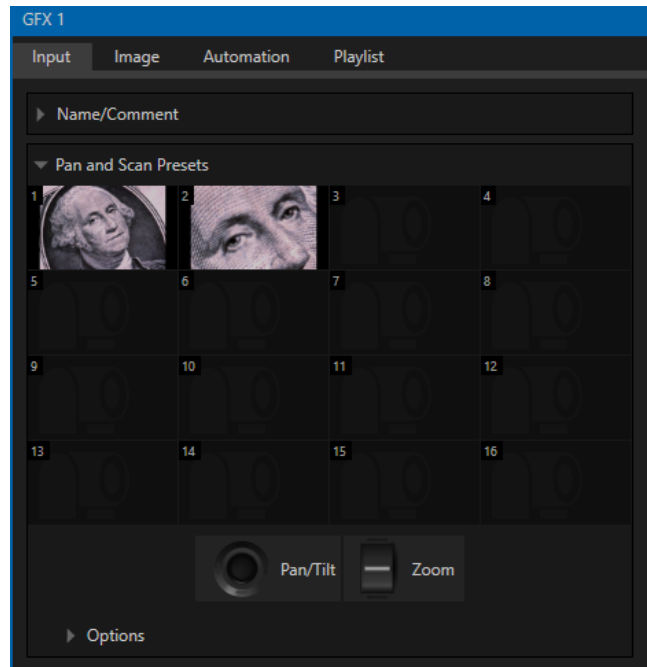 GFX 1
Input Image Automation Playlist
Name/Comment
Pan and Scan Presets
1 2 3 4
5 6 7 8
9 10 11 12
13 14 15 16
Pan/Tilt Zoom
Options